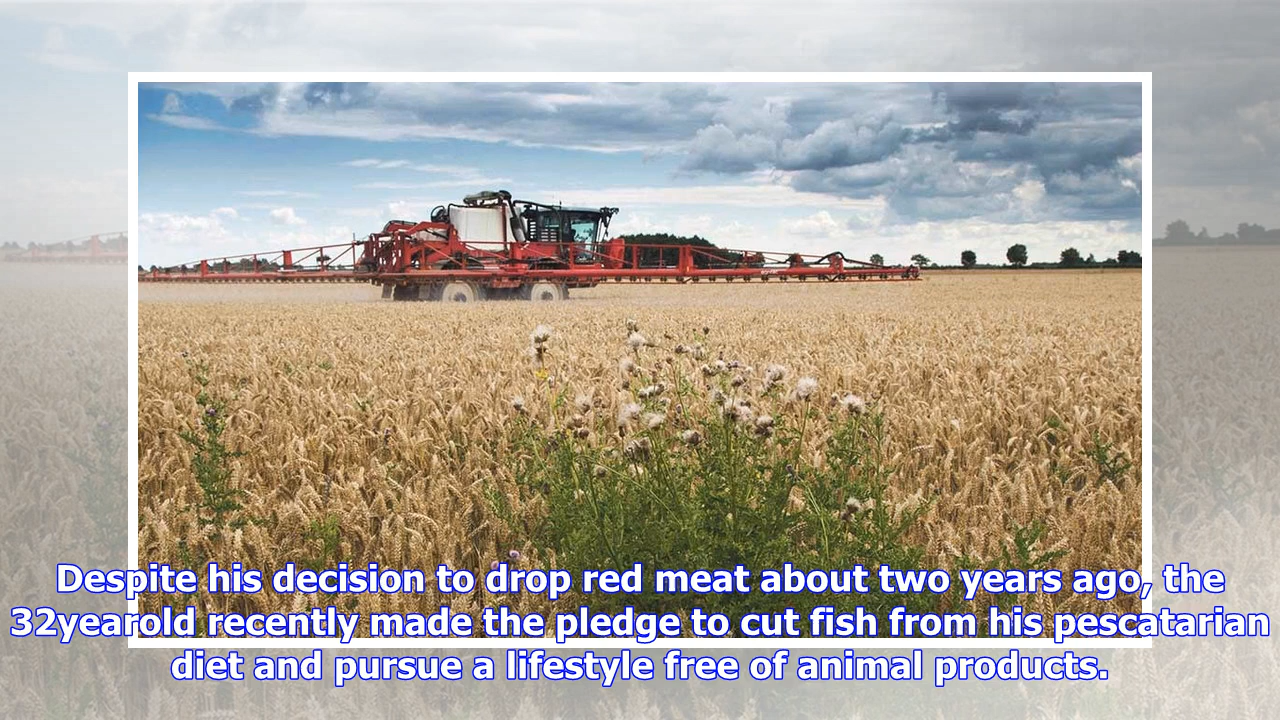 Despite his decision to drop red meat about two years ago, the
32yearold recently made the pledge to cut fish from his pescatarian
diet and pursue a lifestyle free of animal products.